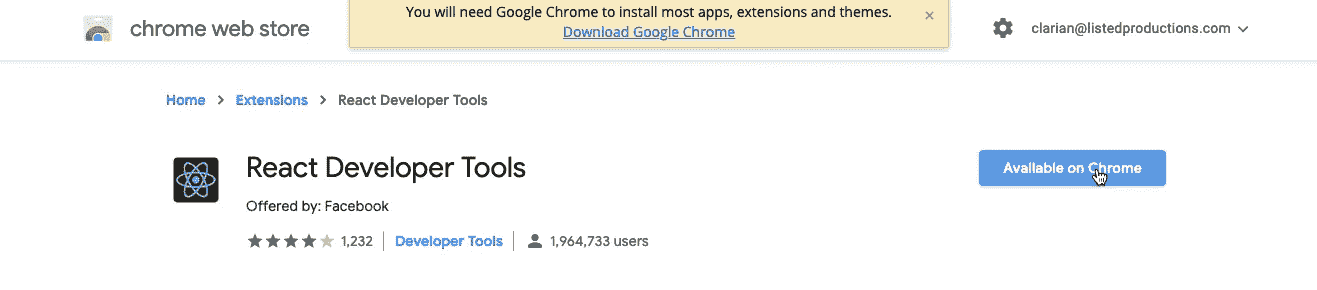 You will need Google Chrome to install most apps, extensions and themes.
Download Google Chrome
chrome web store
clarian@listedproductions.com
Home > Extensions > React Developer Tools
React Developer Tools
Available on Chrome
Offered by: Facebook
1,232 Developer Tools 1,964,733 users